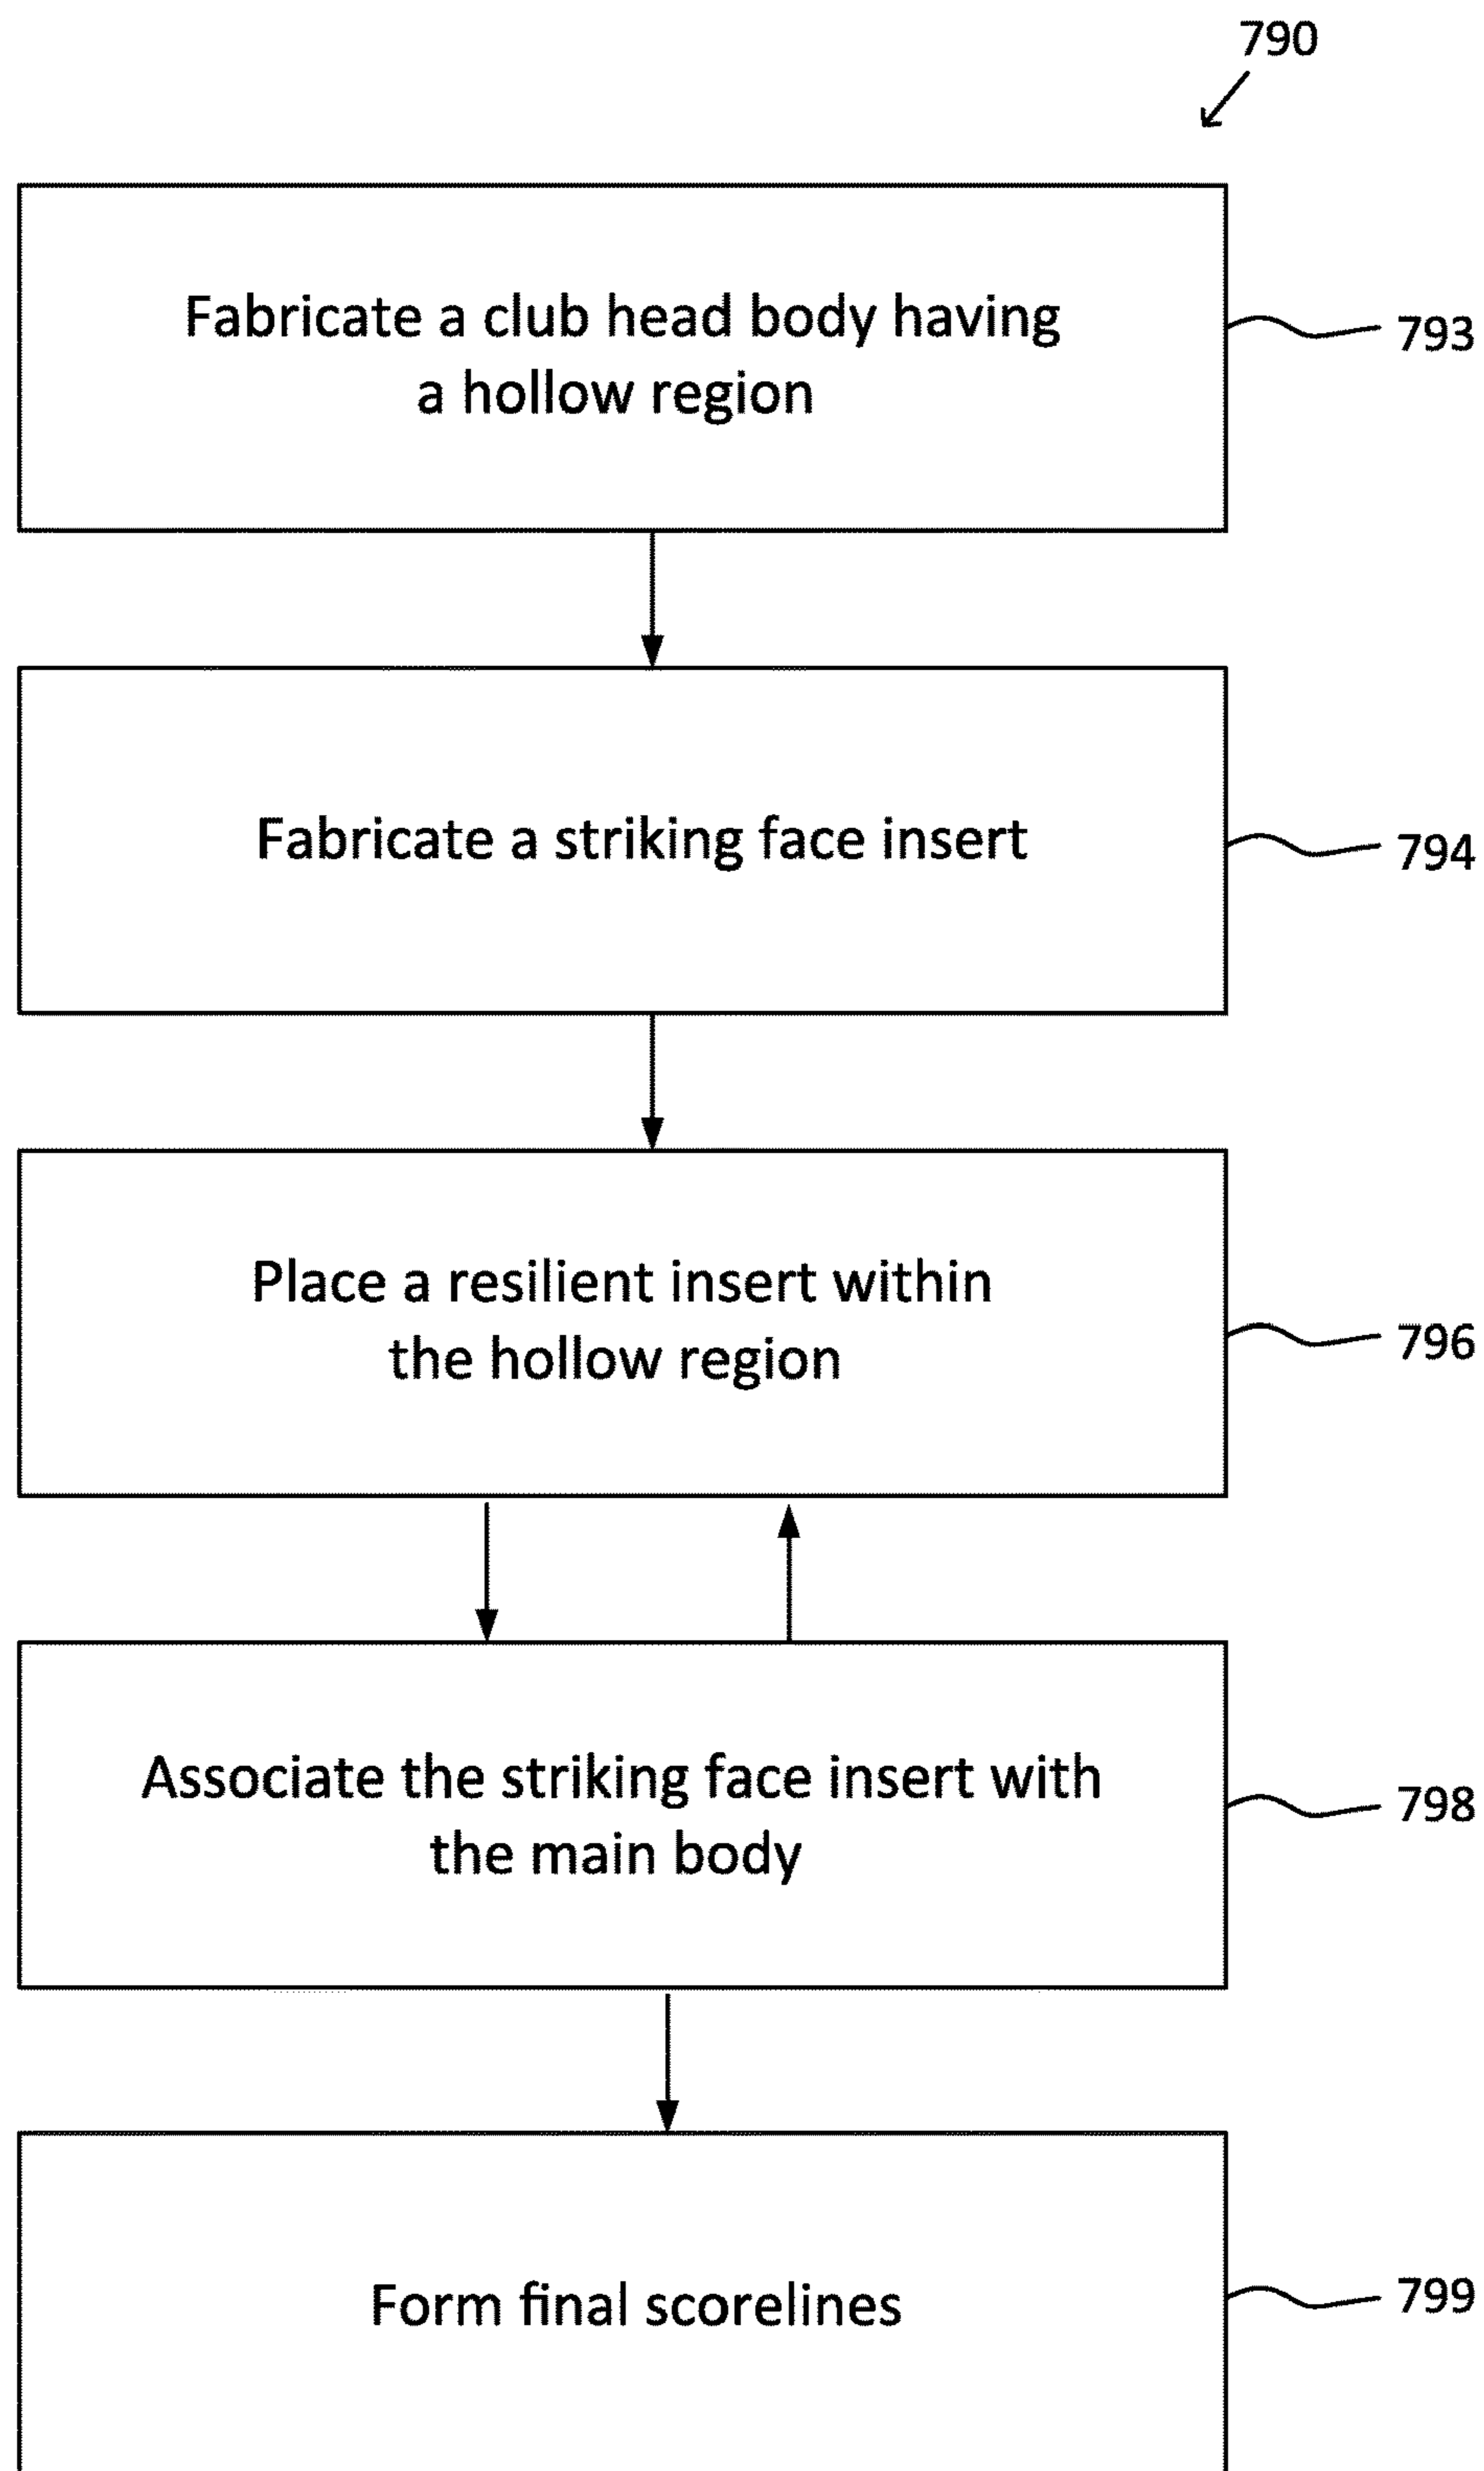 790
Fabricate a club head body having
a hollow region
793
Fabricate a striking face insert
794
Place a resilient insert within
the hollow region
796
Associate the striking face insert with
the main body
798
Form final scorelines
799